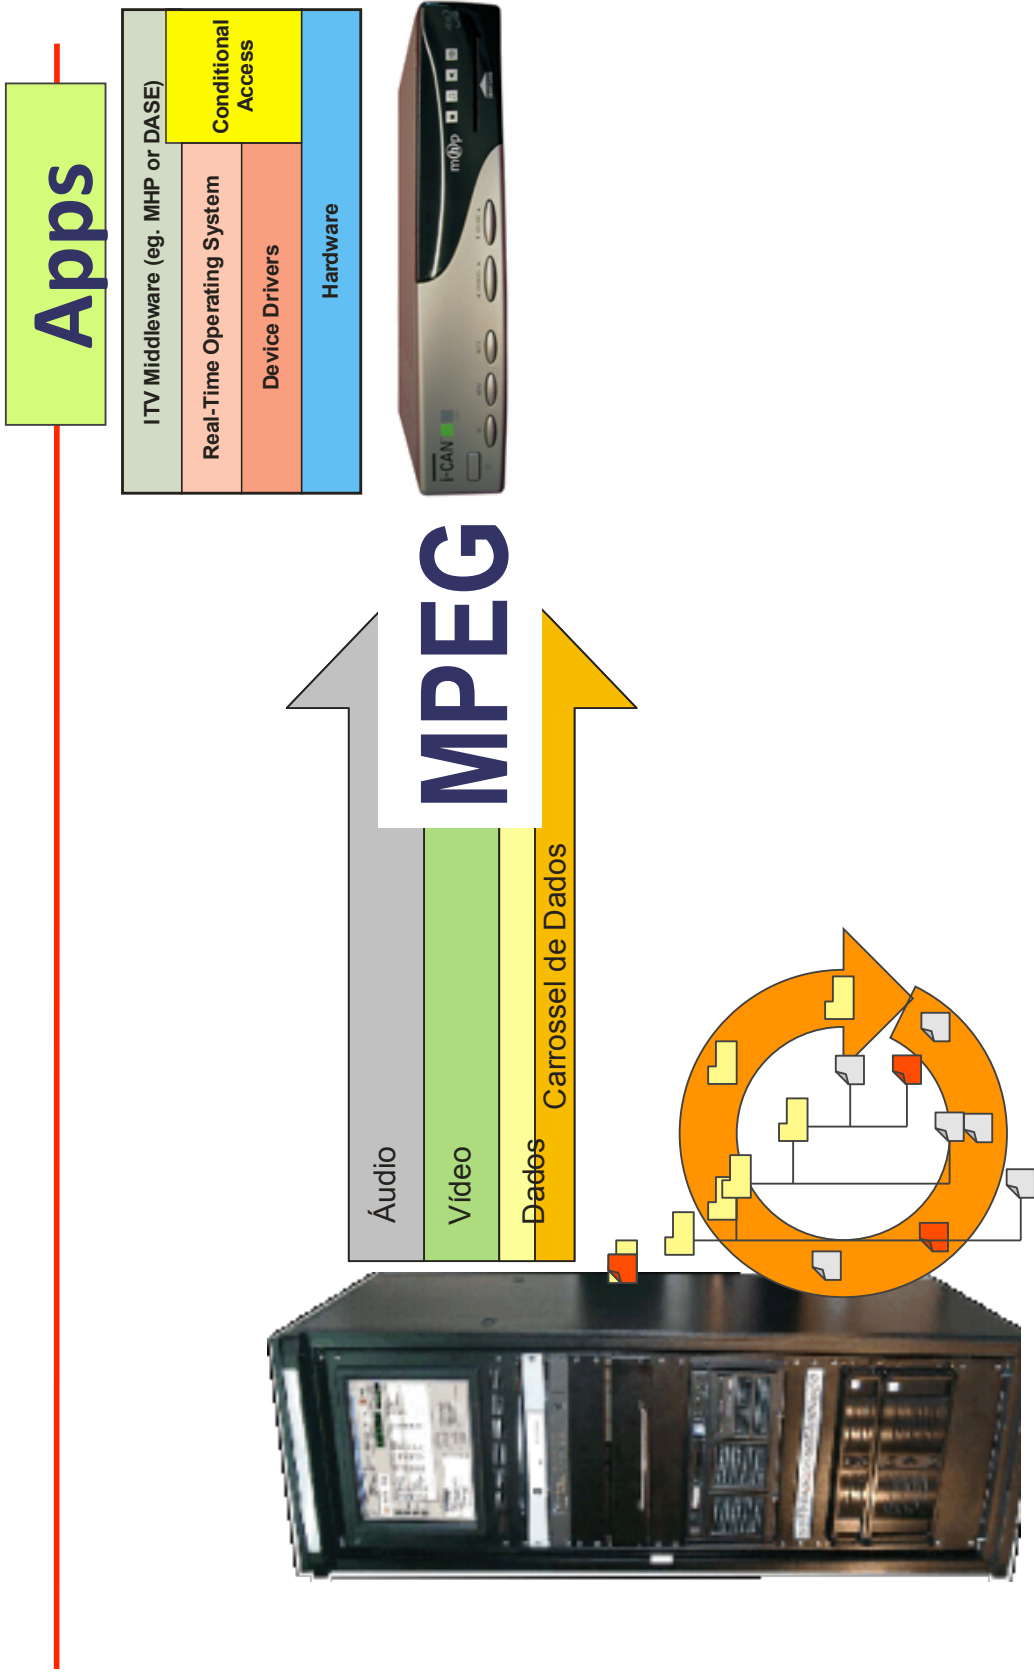 Apps
ITV Middleware (eg. MHP or DASE)
Conditional
Access
Real-Time Operating System
Device Drivers
Hardware
mhp
i-CAN
MPEG
Áudio
Vídeo
Dados
Carrossel de Dados